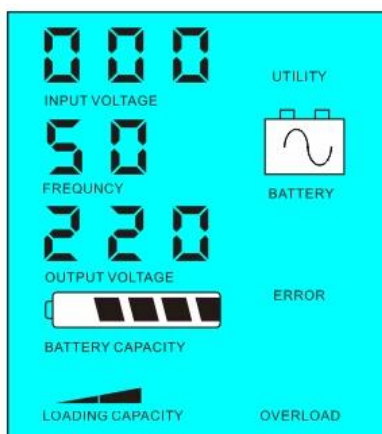 000
UTILITY
INPUT VOLTAGE
50
FREQUNCY
BATTERY
220
OUTPUT VOLTAGE
ERROR
BATTERY CAPACITY
LOADING CAPACITY
OVERLOAD